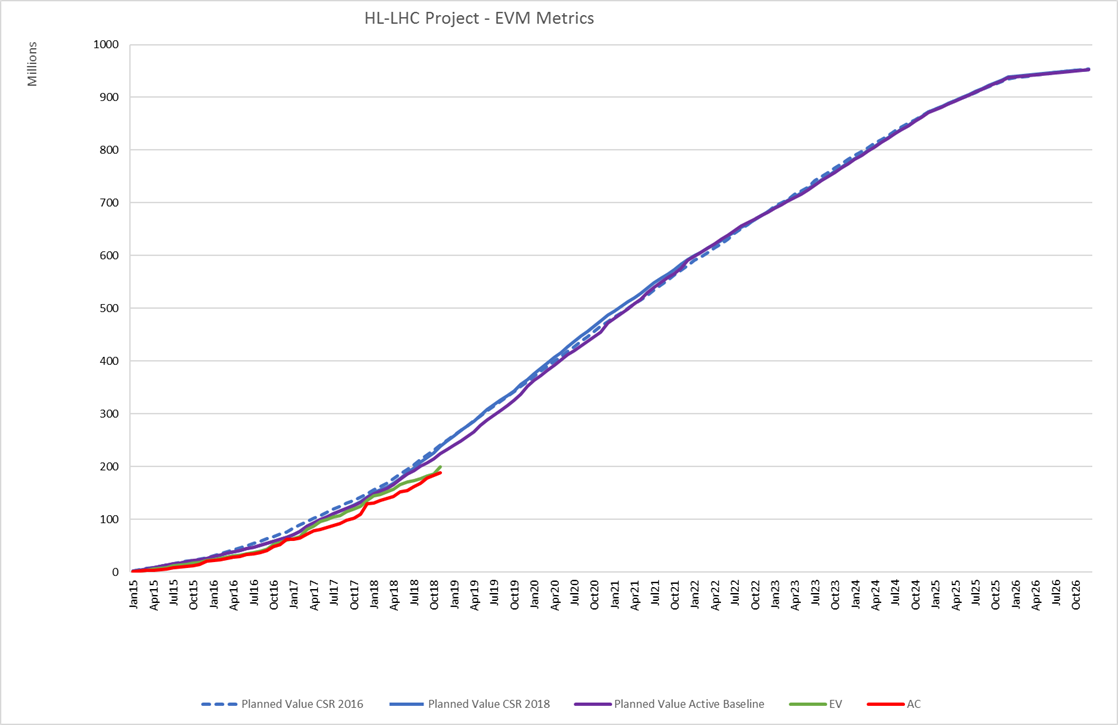 HL-LHC Project - EVM Metrics
Millions
1000
900
800
700
600
500
400
300
200
100
0
Jan15
Apr15
Jul15
Oct15
Jan16
Apr16
Jul16
Oct16
Jan17
Apr17
Jul17
Oct17
Jan18
Apr18
Jul18
Oct18
Jan19
Apr19
Jul19
Oct19
Jan20
Apr20
Jul20
Oct20
Jan21
Apr21
Jul21
Oct21
Jan22
Apr22
Jul22
Oct22
Jan23
Apr23
Jul23
Oct23
Jan24
Apr24
Jul24
Oct24
Jan25
Apr25
Jul25
Oct25
Jan26
Apr26
Jul26
Oct26
Planned Value CSR 2016
Planned Value CSR 2018
Planned Value Active Baseline
EV
AC